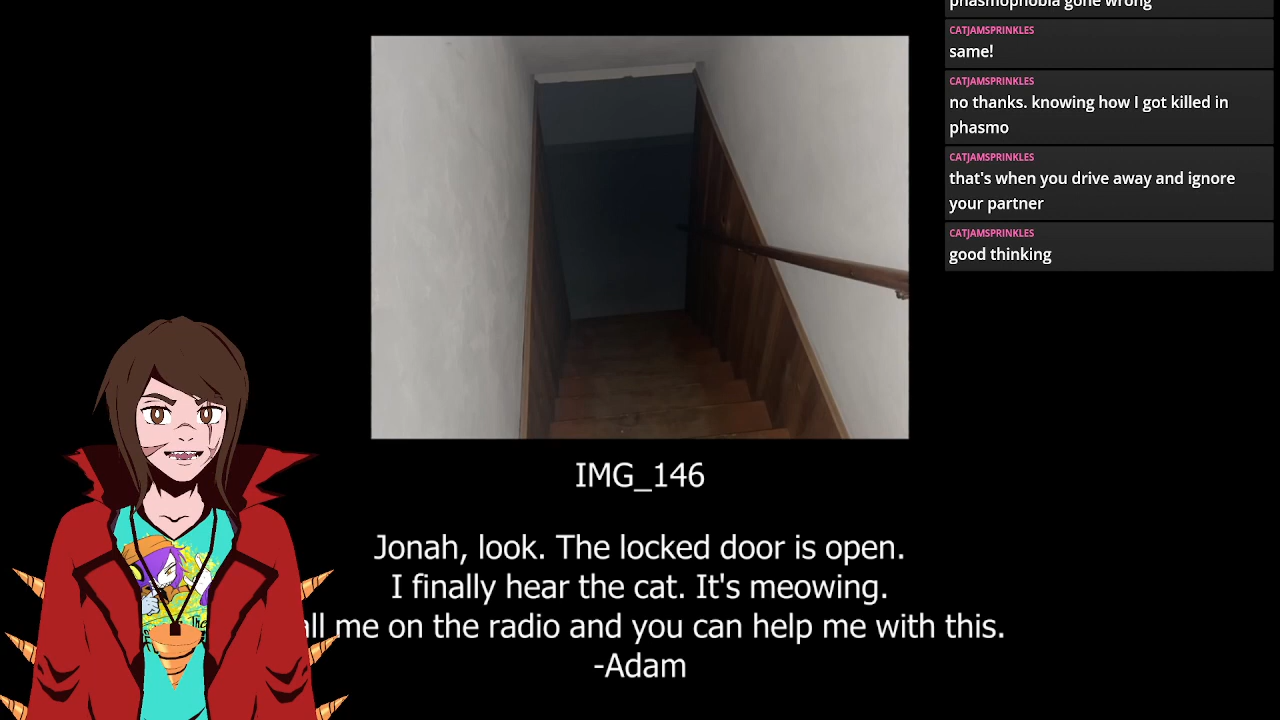 IMG_146
Jonah, look. The locked door is open.
I finally hear the cat. It's meowing.
me on the radio and you can help me with this.
-Adam
phasmophobia gone wrong
CATJAMSPRINKLES
same!
CATJAMSPRINKLES
no thanks. knowing how I got killed in
phasmo
CATJAMSPRINKLES
that's when you drive away and ignore
your partner
CATJAMSPRINKLES
good thinking